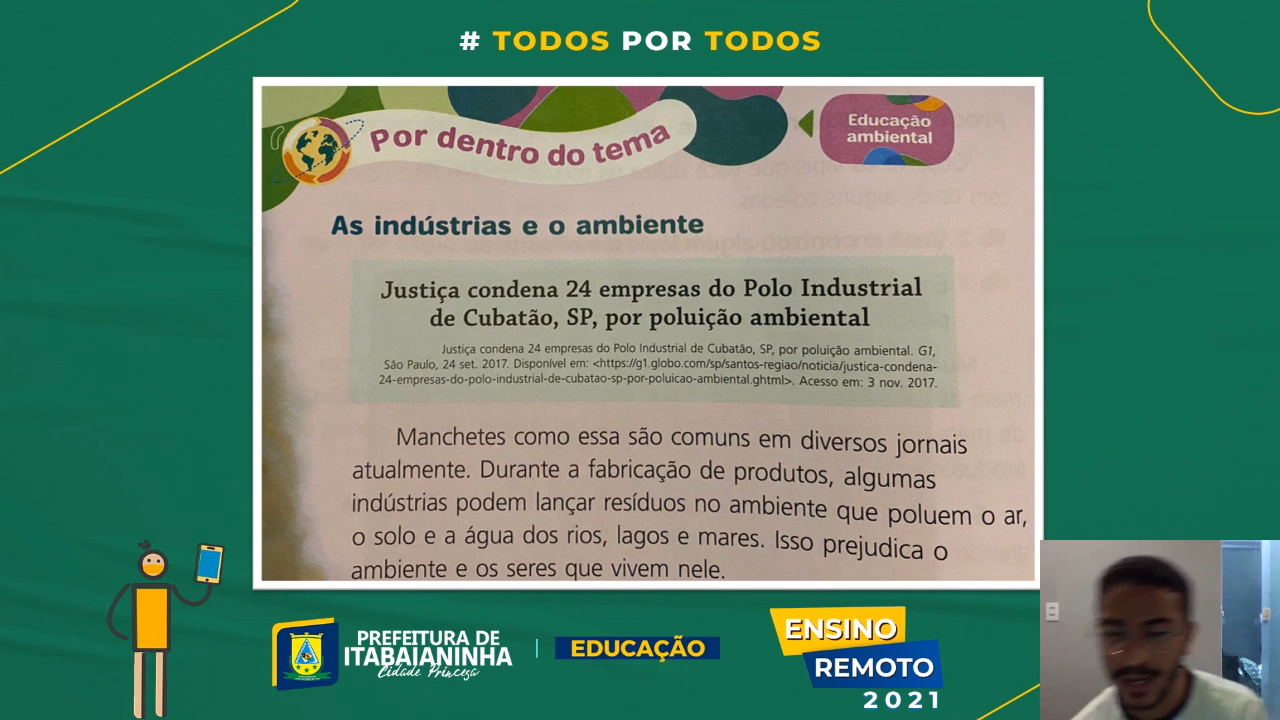 # TODOS POR TODOS
Por dentro do tema
Educação
ambiental
As indústrias e o ambiente
Justiça condena 24 empresas do Polo Industrial
de Cubatão, SP, por poluição ambiental
Justiça condena 24 empresas do Polo Industrial de Cubatão, SP, por poluição ambiental. G1,
São Paulo, 24 set. 2017. Disponível em: <https://g1.globo.com/sp/santos-regiao/noticia/justica-condena-
24-empresas-do-polo-industrial-de-cubatao-sp-por-poluicao-ambiental.ghtml>. Acesso em: 3 nov. 2017.
Manchetes como essa são comuns em diversos jornais
atualmente. Durante a fabricação de produtos, algumas
indústrias podem lançar resíduos no ambiente que poluem o ar,
o solo e a água dos rios, lagos e mares. Isso prejudica o
ambiente e os seres que vivem nele.
PREFEITURA DE
ITABAIANINHA
Cidade Princesa
EDUCAÇÃO
ENSINO
REMOTO
2021